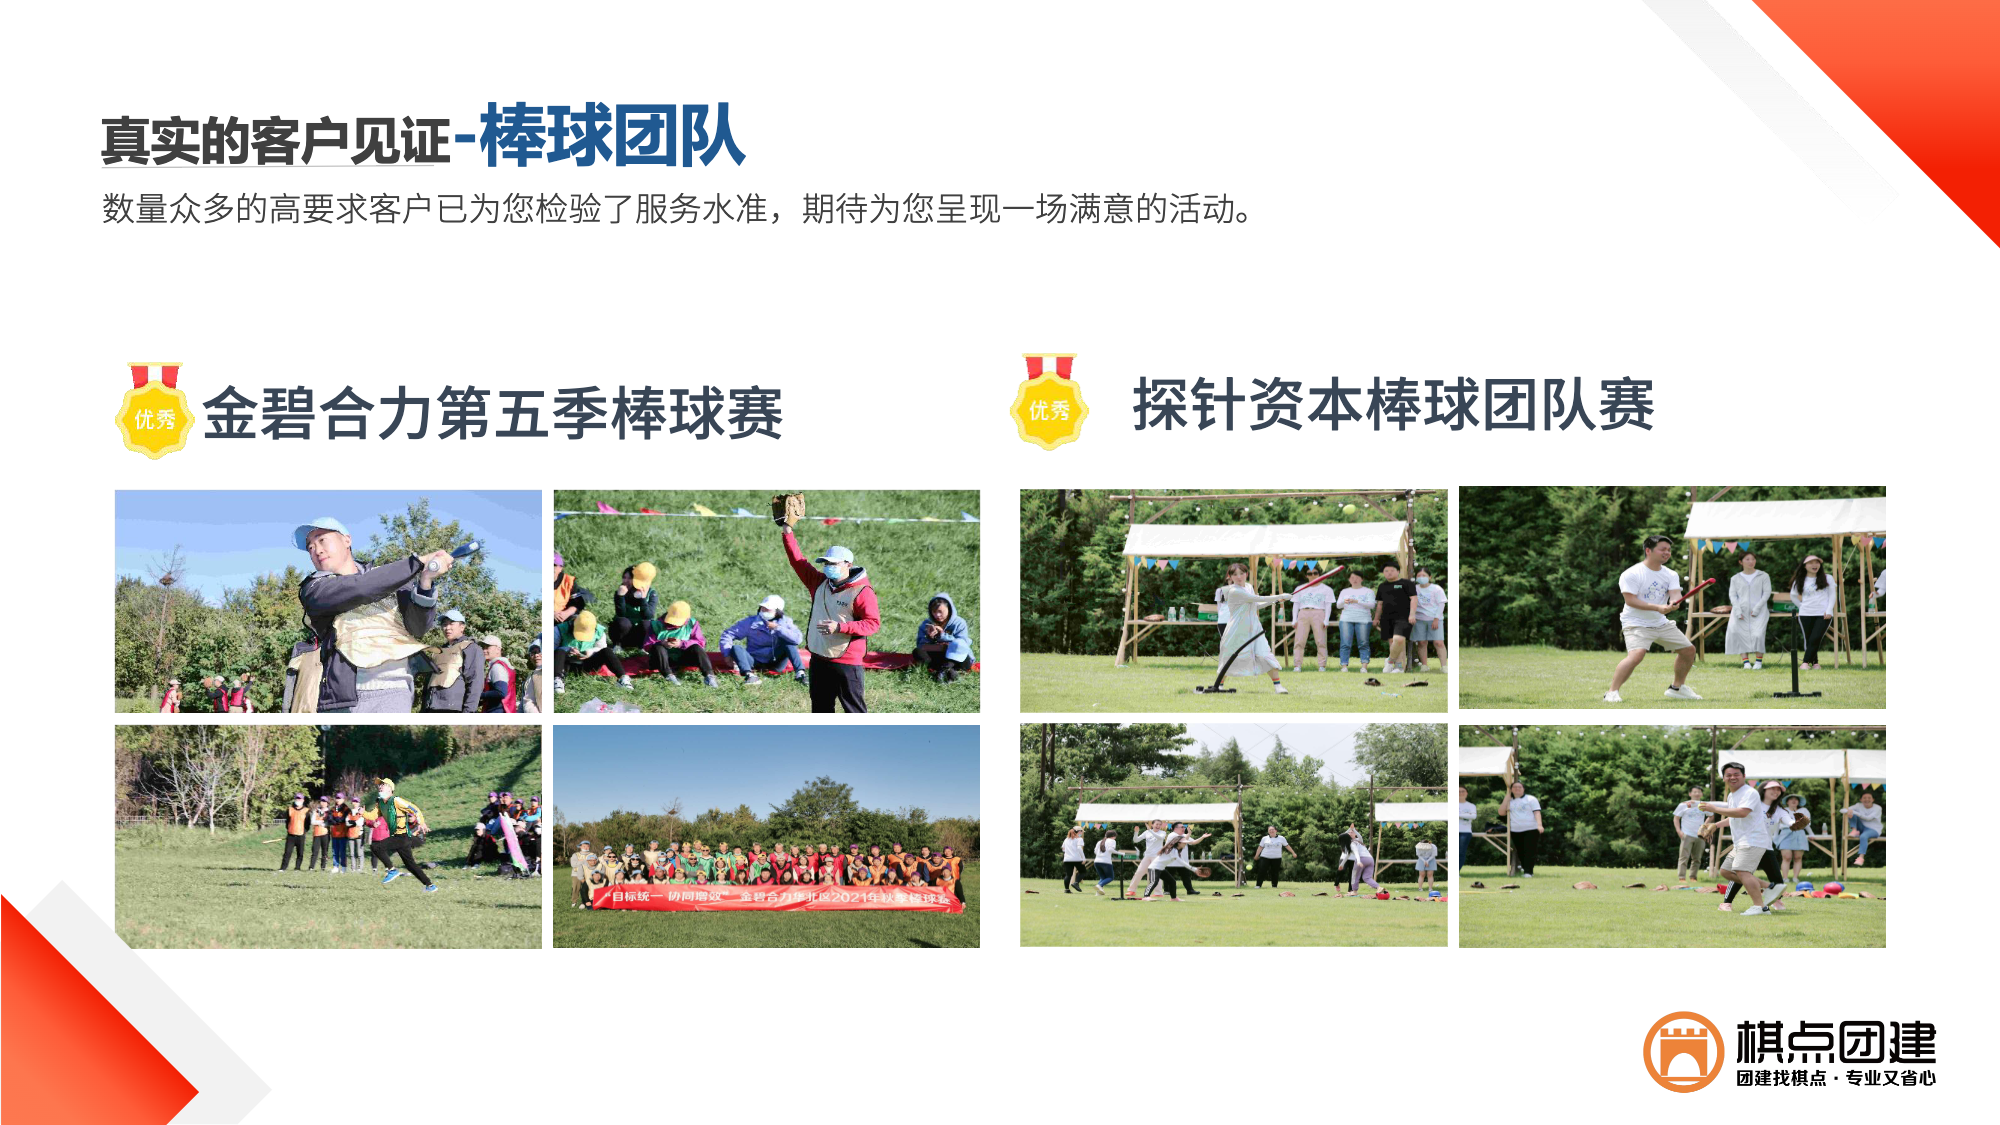 真实的客户见证-棒球团队
数量众多的高要求客户已为您检验了服务水准，期待为您呈现一场满意的活动。
优秀
金碧合力第五季棒球赛
优秀
探针资本棒球团队赛
“目标统一 协同增效” 金碧合力华北区2021年秋季棒球赛
棋点团建
团建找棋点·专业又省心